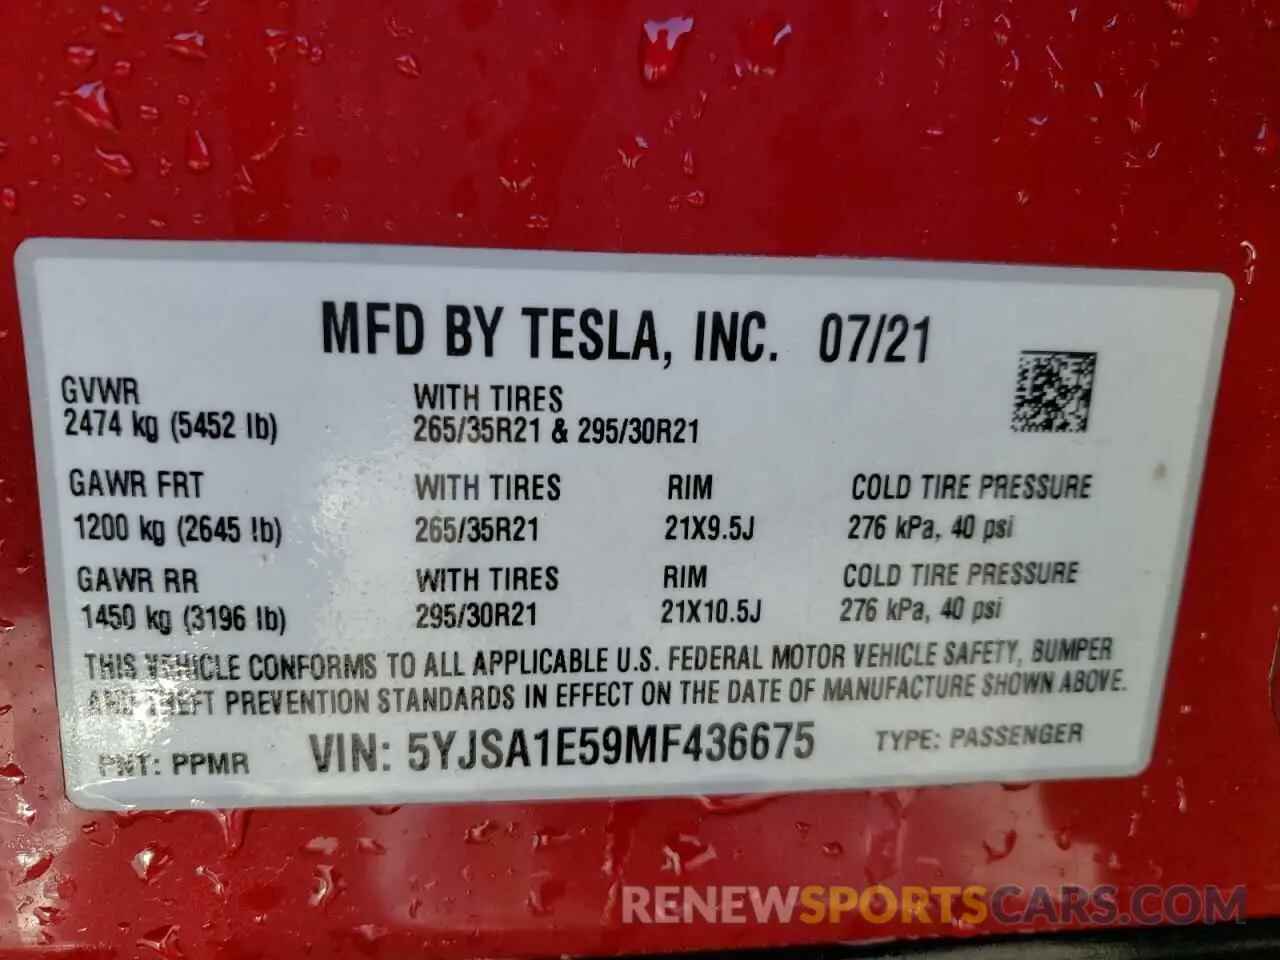 MFD BY TESLA, INC. 07/21
GVWR
2474 kg (5452 lb)
WITH TIRES
265/35R21 & 295/30R21
GAWR FRT WITH TIRES RIM COLD TIRE PRESSURE
1200 kg (2645 lb) 265/35R21 21X9.5J 276 kPa, 40 psi
GAWR RR WITH TIRES RIM COLD TIRE PRESSURE
1450 kg (3196 lb) 295/30R21 21X10.5J 276 kPa, 40 psi
THIS VEHICLE CONFORMS TO ALL APPLICABLE U.S. FEDERAL MOTOR VEHICLE SAFETY, BUMPER
AND THEFT PREVENTION STANDARDS IN EFFECT ON THE DATE OF MANUFACTURE SHOWN ABOVE.
PNT: PPMR VIN: 5YJSA1E59MF436675 TYPE: PASSENGER
RENEWSPORTSCARS.COM